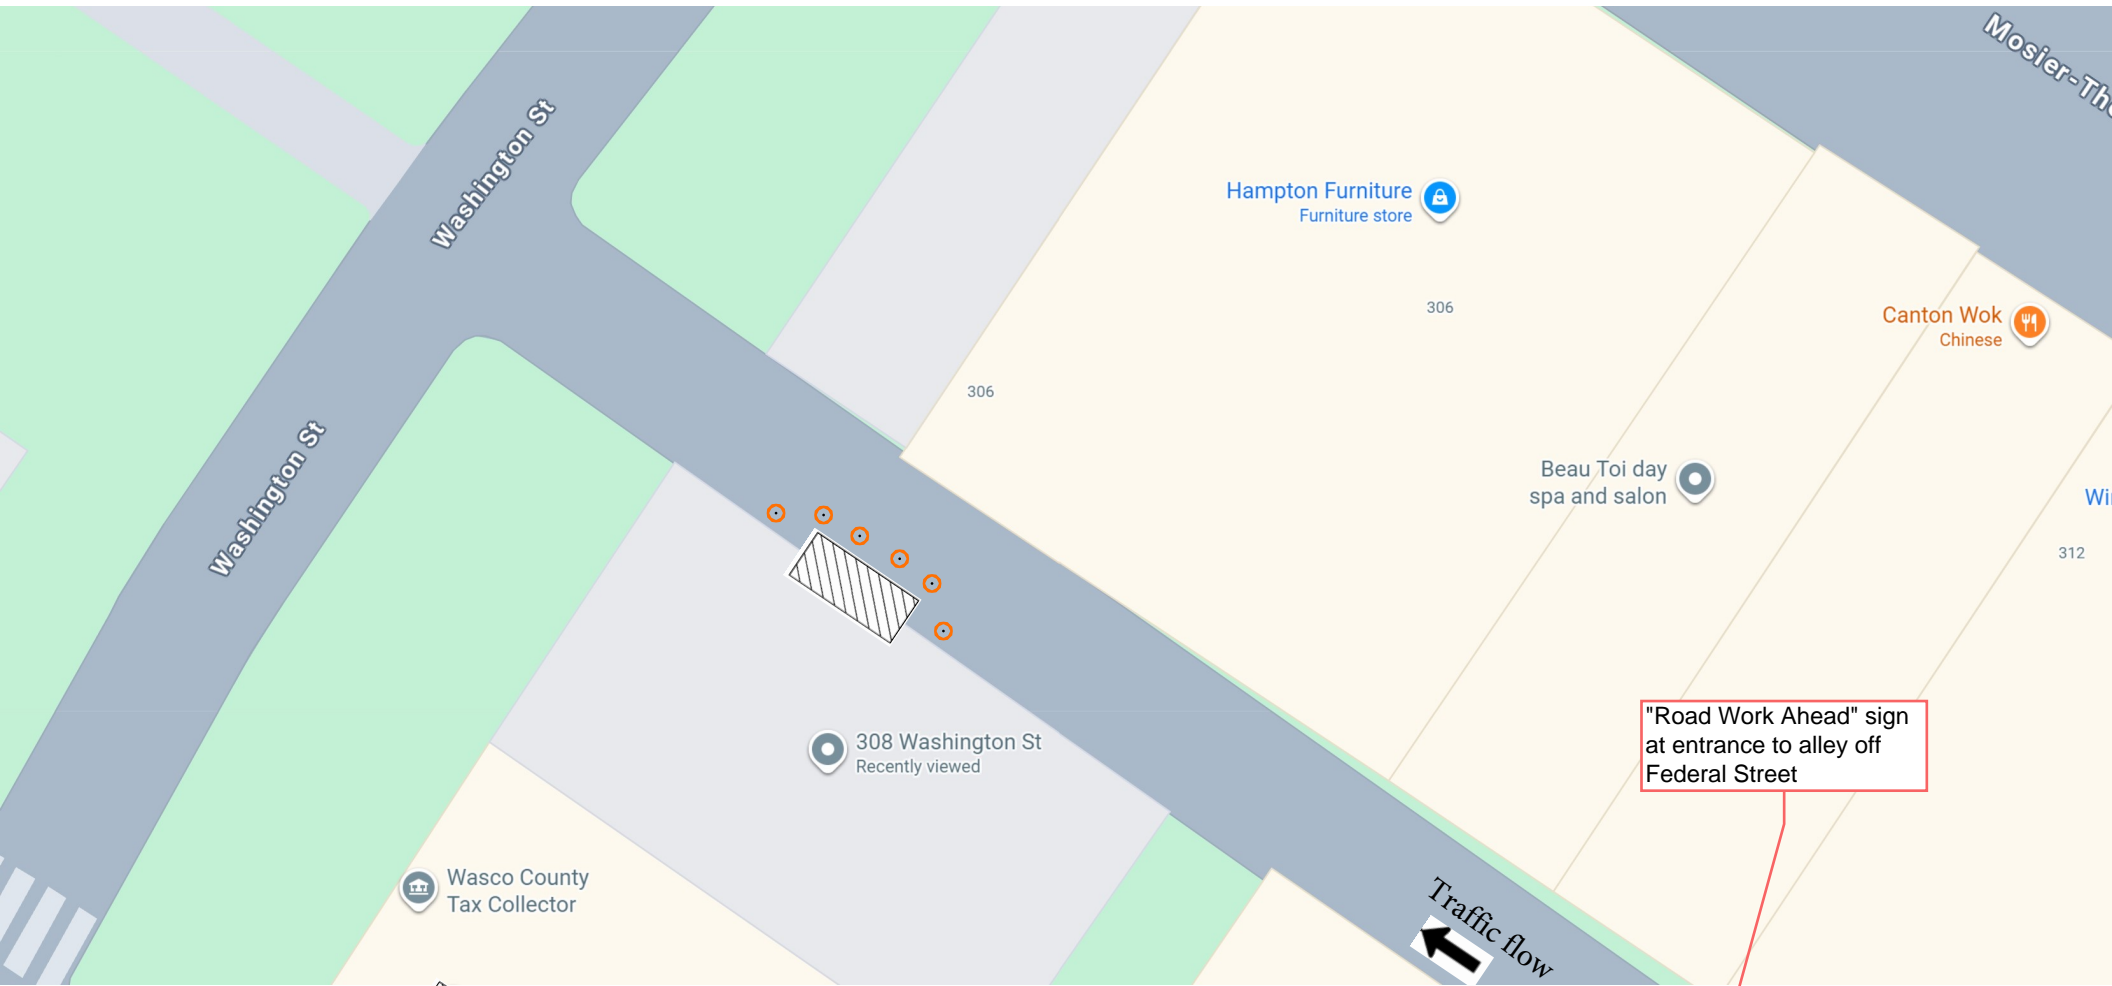 Mosier-The
Washington St
Hampton Furniture
Furniture store
306
Canton Wok
Chinese
306
Washington St
Beau Toi day
spa and salon
312
"Road Work Ahead" sign
at entrance to alley off
Federal Street
308 Washington St
Recently viewed
Wasco County
Tax Collector
Traffic flow